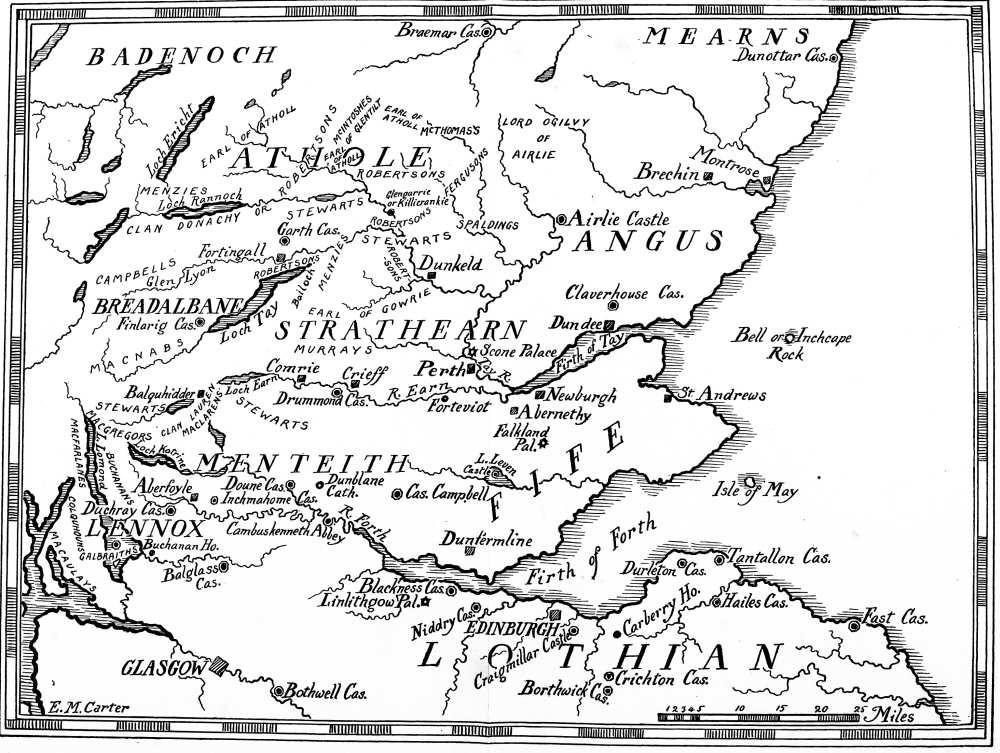 Braemar Cas.
MEARNS
Dunottar Cas.
BADENOCH
Loch Ericht
EARL OF ATHOLL
ROBERTSONS
MCINTOSHES
EARL OF GLENTILT
EARL OF ATHOLL
EARL OF ATHOLL
McTHOMAS'S
LORD OGILVY
OF
AIRLIE
ATHOLE
ROBERTSONS
FERGUSONS
Brechin
Montrose
MENZIES
Loch Rannoch
CLAN DONACHY OR
STEWARTS
Glengarrie
or Killicrankie
ROBERTSONS
SPALDINGS
Airlie Castle
ANGUS
Garth Cas.
STEWARTS
Fortingall
ROBERTSONS
Balloch
MENZIES
ROBERT-
SONS
Dunkeld
CAMPBELLS
Glen Lyon
BREADALBANE
Finlarig Cas.
Loch Tay
EARL OF GOWRIE
Claverhouse Cas.
STRATHEARN
Dundee
Firth of Tay
Bell or Inchcape
Rock
MACNABS
MURRAYS
Scone Palace
Perth
Tay R.
Comrie
Crieff
Balquhidder
Loch Earn
R. Earn
Drummond Cas.
Forteviot
Newburgh
Abernethy
St Andrews
STEWARTS
CLAN LAUREN
MACLARENS
STEWARTS
MACGREGORS
Falkland
Pal.
FIFE
MACFARLANES
L. Lomond
BUCHANANS
Loch Katrine
MENTEITH
L. Leven
Castle
Aberfoyle
Doune Cas.
Dunblane
Cath.
Inchmahome Cas.
Cas. Campbell
Isle of May
Duchray Cas.
COLQUHOUNS
LENNOX
Cambuskenneth
Abbey
R. Forth
Dunfermline
MACAULAYS
GALBRAITHS
Buchanan Ho.
Balglass
Cas.
Firth of Forth
Tantallon Cas.
Durleton Cas.
Blackness Cas.
Linlithgow Pal.
Niddry Cas.
EDINBURGH
Craigmillar Castle
Carberry Ho.
Hailes Cas.
Fast Cas.
LOTHIAN
GLASGOW
Bothwell Cas.
Borthwick Cas.
Crichton Cas.
E.M. Carter
1 2 3 4 5 10 15 20 25 Miles